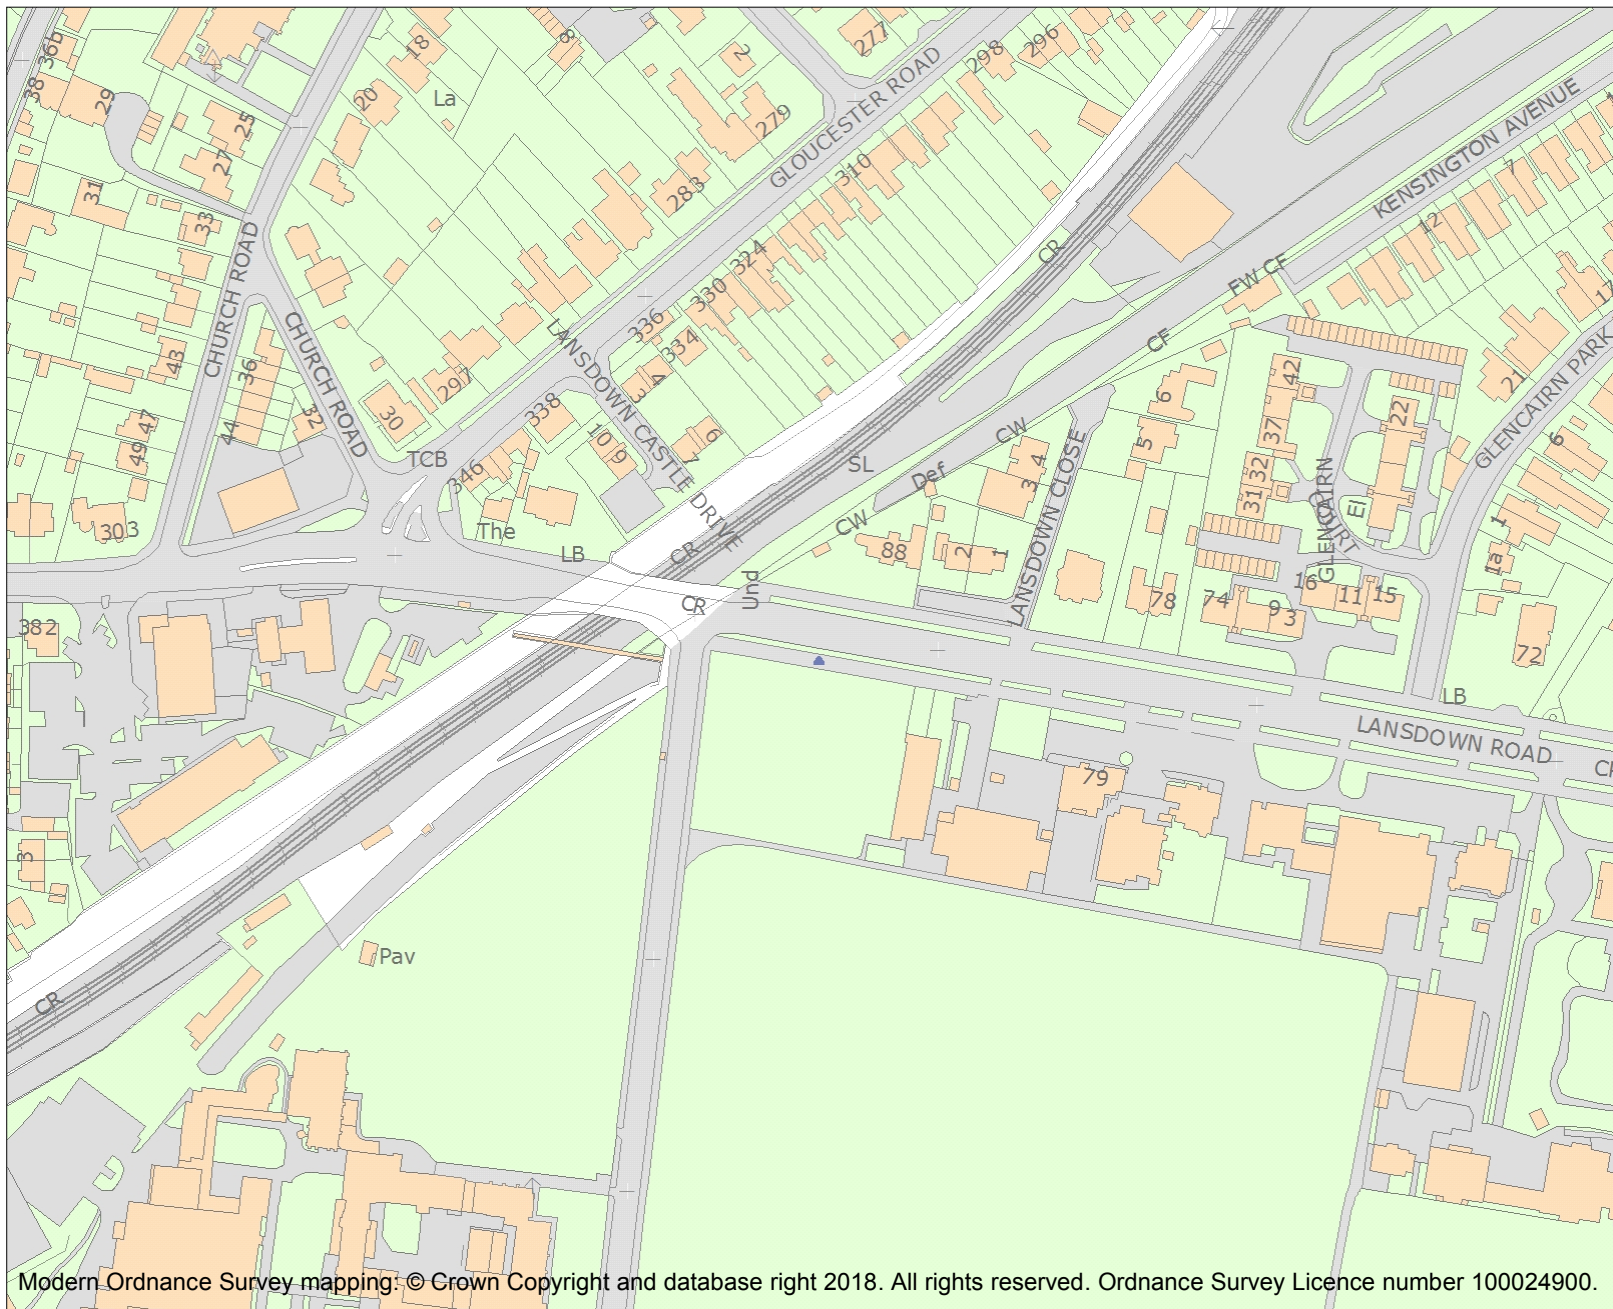 36b
38
29
18
20
La
8
2
277
298
296
279
GLOUCESTER ROAD
25
27
31
33
283
310
KENSINGTON AVENUE
7
12
CHURCH ROAD
CR
324
330
336
334
FW CF
CF
17
LANSDOWN CASTLE DRIVE
CHURCH ROAD
43
36
297
4
3
42
21
GLENCAIRN PARK
6
22
5
37
32
31
6
47
49
44
32
30
338
346
TCB
10
9
6
7
SL
CW
Def
CW
3 4
LANSDOWN CLOSE
GLENCAIRN
COURT
El
303
The
LB
CR
Und
88
2
1
78
74
16
9
3
11
15
1
1a
72
382
CR
LB
LANSDOWN ROAD
79
3
Pav
CR
Modern Ordnance Survey mapping: © Crown Copyright and database right 2018. All rights reserved. Ordnance Survey Licence number 100024900.